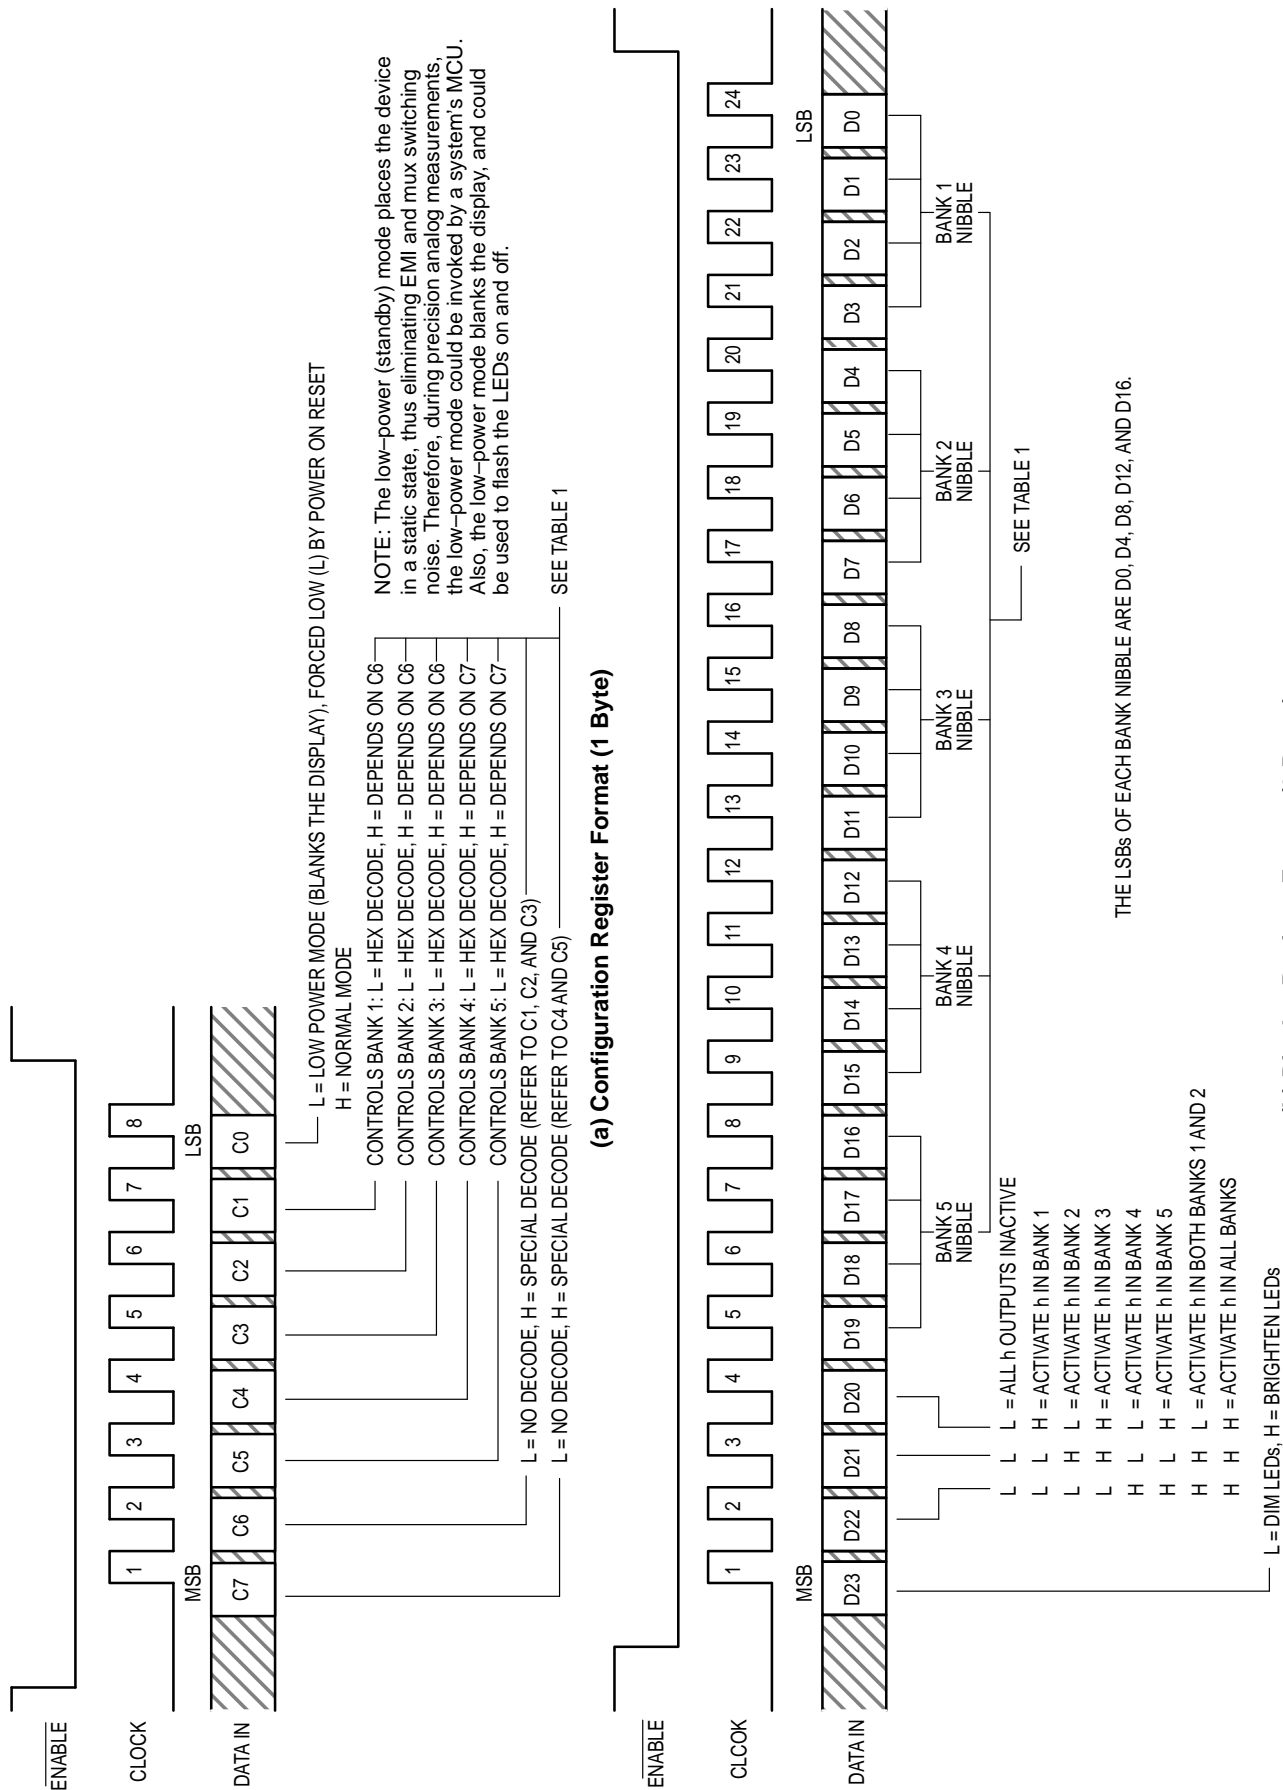 ENABLE
CLOCK
1 2 3 4 5 6 7 8
MSB LSB
DATA IN
C7 C6 C5 C4 C3 C2 C1 C0
L = LOW POWER MODE (BLANKS THE DISPLAY), FORCED LOW (L) BY POWER ON RESET
H = NORMAL MODE
CONTROLS BANK 1: L = HEX DECODE, H = DEPENDS ON C6
CONTROLS BANK 2: L = HEX DECODE, H = DEPENDS ON C6
CONTROLS BANK 3: L = HEX DECODE, H = DEPENDS ON C6
CONTROLS BANK 4: L = HEX DECODE, H = DEPENDS ON C7
CONTROLS BANK 5: L = HEX DECODE, H = DEPENDS ON C7
L = NO DECODE, H = SPECIAL DECODE (REFER TO C1, C2, AND C3)
L = NO DECODE, H = SPECIAL DECODE (REFER TO C4 AND C5)
SEE TABLE 1
NOTE: The low–power (standby) mode places the device
in a static state, thus eliminating EMI and mux switching
noise. Therefore, during precision analog measurements,
the low–power mode could be invoked by a system's MCU.
Also, the low–power mode blanks the display, and could
be used to flash the LEDs on and off.
(a) Configuration Register Format (1 Byte)
ENABLE
CLCOK
1 2 3 4 5 6 7 8 9 10 11 12 13 14 15 16 17 18 19 20 21 22 23 24
MSB LSB
DATA IN
D23 D22 D21 D20 D19 D18 D17 D16 D15 D14 D13 D12 D11 D10 D9 D8 D7 D6 D5 D4 D3 D2 D1 D0
BANK 5 BANK 4 BANK 3 BANK 2 BANK 1
NIBBLE NIBBLE NIBBLE NIBBLE NIBBLE
SEE TABLE 1
L L L = ALL h OUTPUTS INACTIVE
L L H = ACTIVATE h IN BANK 1
L H L = ACTIVATE h IN BANK 2
L H H = ACTIVATE h IN BANK 3
H L L = ACTIVATE h IN BANK 4
H L H = ACTIVATE h IN BANK 5
H H L = ACTIVATE h IN BOTH BANKS 1 AND 2
H H H = ACTIVATE h IN ALL BANKS
THE LSBs OF EACH BANK NIBBLE ARE D0, D4, D8, D12, AND D16.
L = DIM LEDs, H = BRIGHTEN LEDs